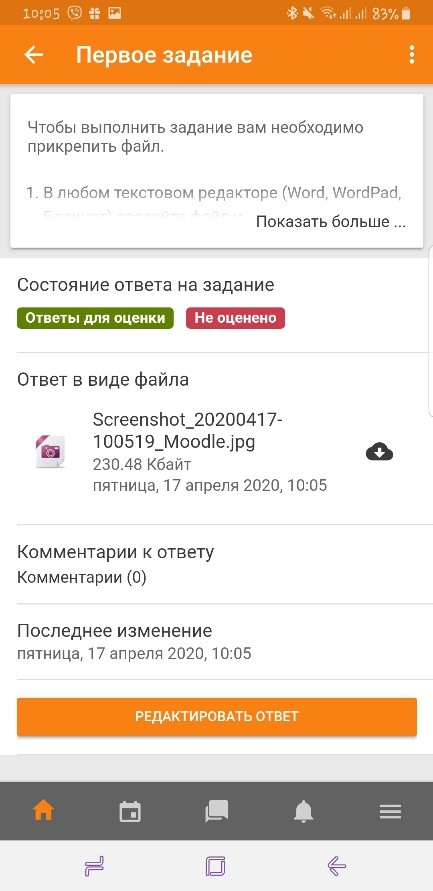 10:05
83%
Первое задание
Чтобы выполнить задание вам необходимо
прикрепить файл.
1. В любом текстовом редакторе (Word, WordPad,
Показать больше ...
Состояние ответа на задание
Ответы для оценки Не оценено
Ответ в виде файла
Screenshot_20200417-
100519_Moodle.jpg
230.48 Кбайт
пятница, 17 апреля 2020, 10:05
Комментарии к ответу
Комментарии (0)
Последнее изменение
пятница, 17 апреля 2020, 10:05
РЕДАКТИРОВАТЬ ОТВЕТ